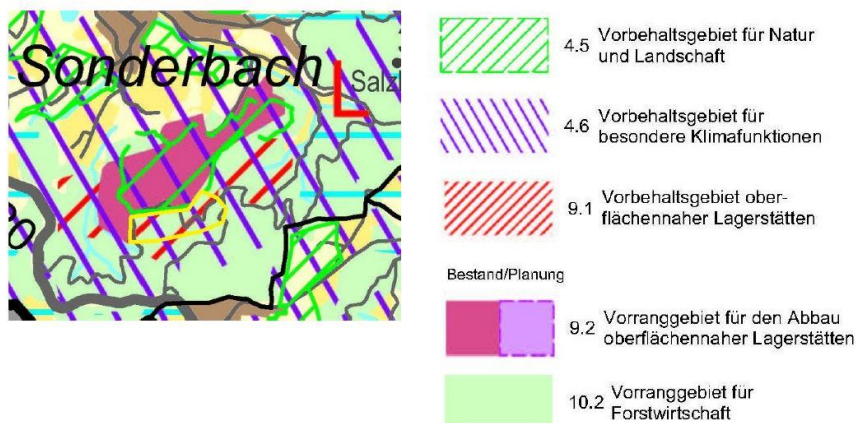 Sonderbach
Salz
4.5 Vorbehaltsgebiet für Natur
und Landschaft
4.6 Vorbehaltsgebiet für
besondere Klimafunktionen
9.1 Vorbehaltsgebiet ober-
flächennaher Lagerstätten
Bestand/Planung
9.2 Vorranggebiet für den Abbau
oberflächennaher Lagerstätten
10.2 Vorranggebiet für
Forstwirtschaft